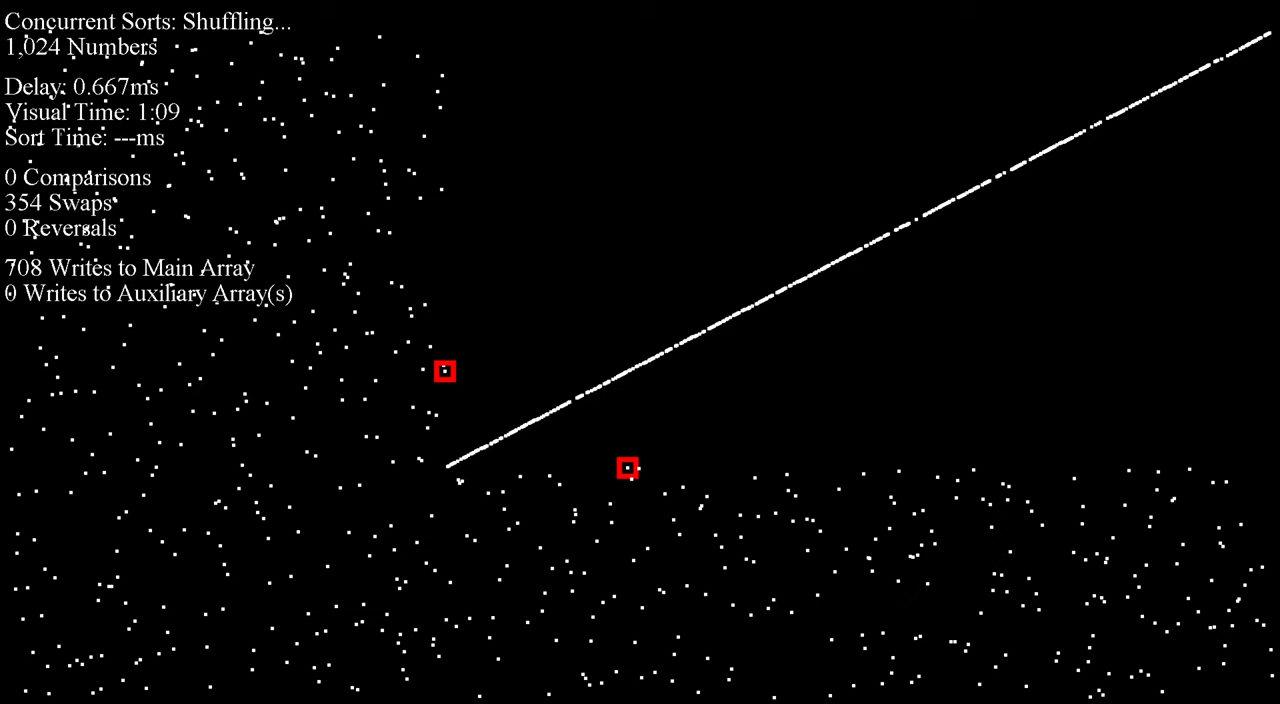 Concurrent Sorts: Shuffling...
1,024 Numbers
Delay: 0.667ms
Visual Time: 1:09
Sort Time: ---ms
0 Comparisons
354 Swaps
0 Reversals
708 Writes to Main Array
0 Writes to Auxiliary Array(s)